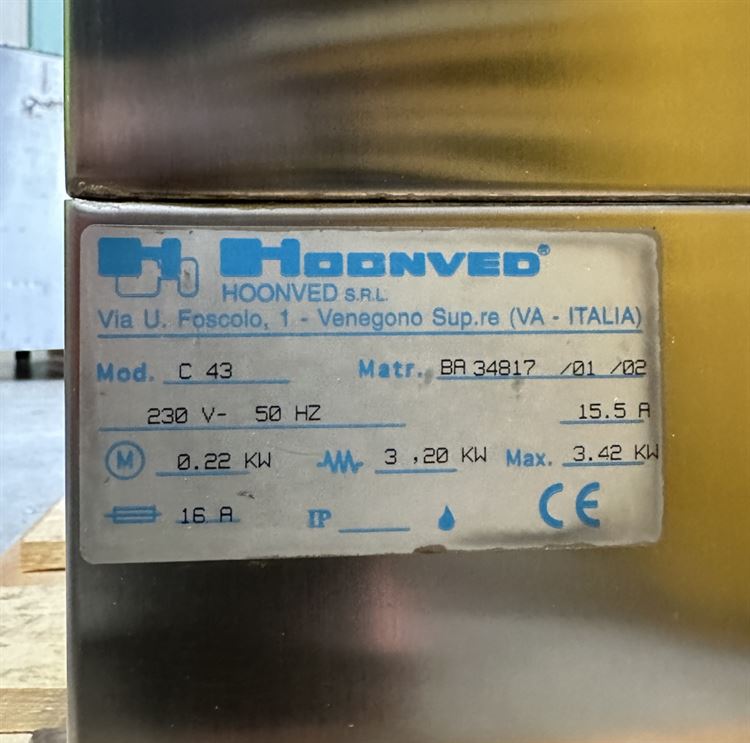 HOONVED®
HOONVED S.R.L.
Via U. Foscolo, 1 - Venegono Sup.re (VA - ITALIA)
Mod. C 43 Matr. BA 34817 /01 /02
230 V- 50 HZ 15.5 A
M 0.22 KW 3 ,20 KW Max. 3.42 KW
16 A IP CE